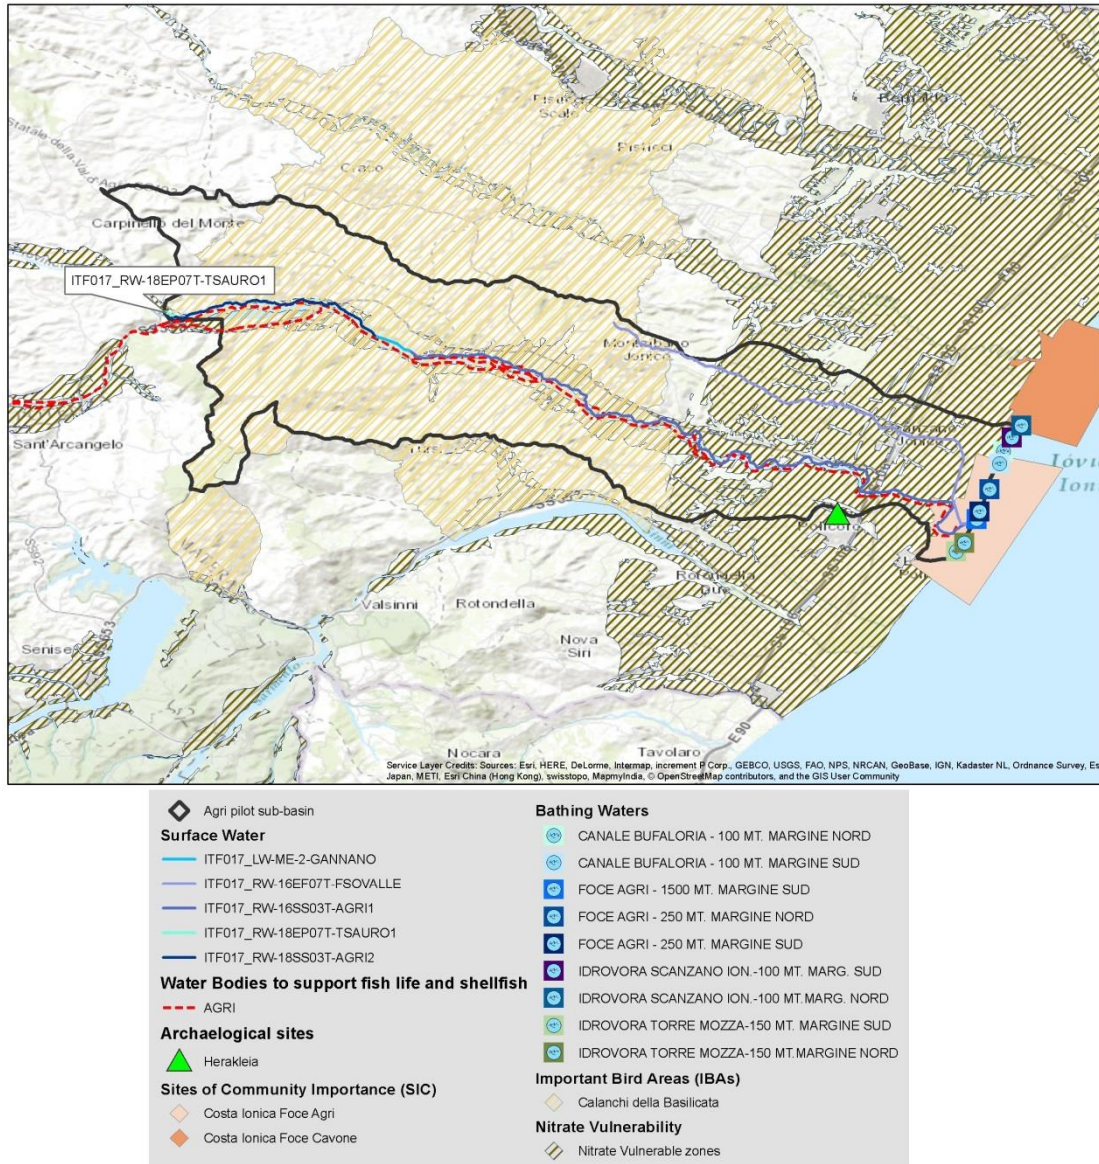 Pisticci
Scalo
Bernalda
Craco
Pisticci
Statale della Val d'Agri
Carpinello del Monte
ITF017_RW-18EP07T-TSAURO1
Montalbano
Jonico
Scanzano
Jonico
Sant'Arcangelo
Policoro
Rotondella
Valsinni
Rotondella
Nova
Siri
Senise
Sarmento
Nocara
Tavolaro
E90
Service Layer Credits: Sources: Esri, HERE, DeLorme, Intermap, increment P Corp., GEBCO, USGS, FAO, NPS, NRCAN, GeoBase, IGN, Kadaster NL, Ordnance Survey, Es
Japan, METI, Esri China (Hong Kong), swisstopo, MapmyIndia, © OpenStreetMap contributors, and the GIS User Community
Agri pilot sub-basin
Surface Water
ITF017_LW-ME-2-GANNANO
ITF017_RW-16EF07T-FSOVALLE
ITF017_RW-16SS03T-AGRI1
ITF017_RW-18EP07T-TSAURO1
ITF017_RW-18SS03T-AGRI2
Water Bodies to support fish life and shellfish
AGRI
Archaelogical sites
Herakleia
Sites of Community Importance (SIC)
Costa Ionica Foce Agri
Costa Ionica Foce Cavone
Bathing Waters
CANALE BUFALORIA - 100 MT. MARGINE NORD
CANALE BUFALORIA - 100 MT. MARGINE SUD
FOCE AGRI - 1500 MT. MARGINE SUD
FOCE AGRI - 250 MT. MARGINE NORD
FOCE AGRI - 250 MT. MARGINE SUD
IDROVORA SCANZANO ION.-100 MT. MARG. SUD
IDROVORA SCANZANO ION.-100 MT.MARG. NORD
IDROVORA TORRE MOZZA-150 MT. MARGINE SUD
IDROVORA TORRE MOZZA-150 MT.MARGINE NORD
Important Bird Areas (IBAs)
Calanchi della Basilicata
Nitrate Vulnerability
Nitrate Vulnerable zones